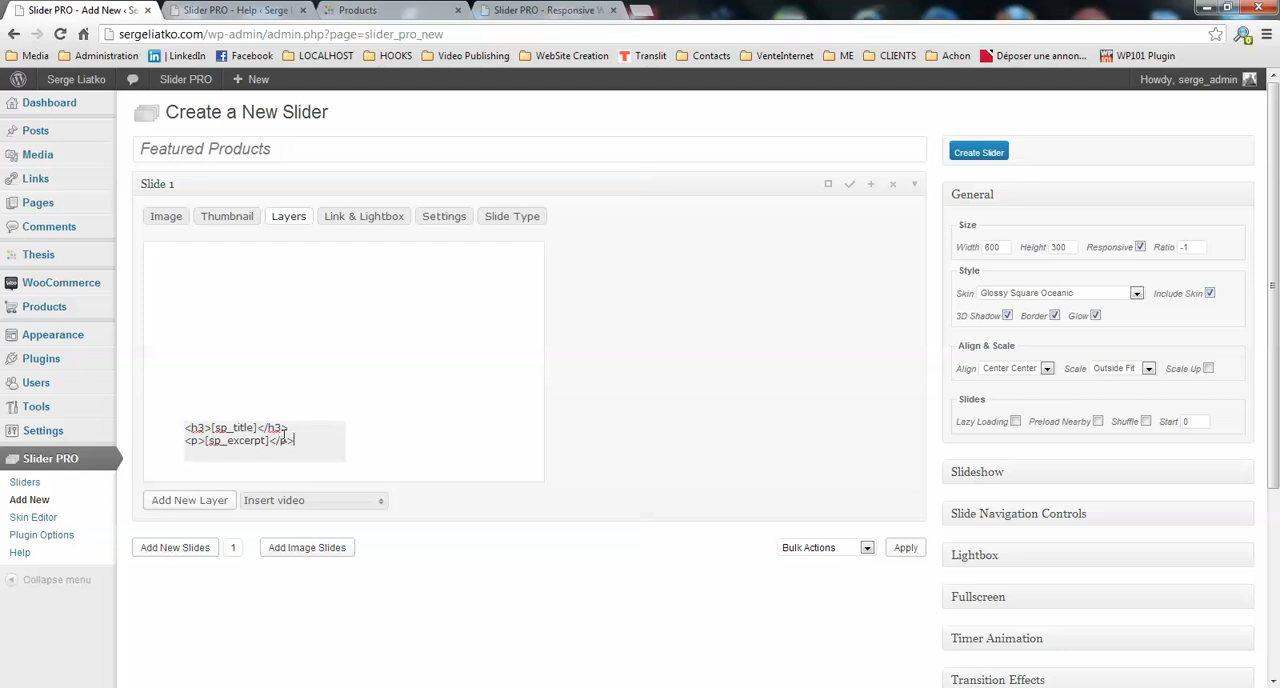 Slider PRO - Add New ‹ Se
Slider PRO - Help ‹ Serge L
Products
Slider PRO - Responsive W
sergeliatko.com/wp-admin/admin.php?page=slider_pro_new
Media
Administration
LinkedIn
Facebook
LOCALHOST
HOOKS
Video Publishing
WebSite Creation
Translit
Contacts
VenteInternet
ME
CLIENTS
Achon
Déposer une annon...
WP101 Plugin
Serge Liatko
Slider PRO
+ New
Howdy, serge_admin
Dashboard
Posts
Media
Links
Pages
Comments
Thesis
WooCommerce
Products
Appearance
Plugins
Users
Tools
Settings
Slider PRO
Sliders
Add New
Skin Editor
Plugin Options
Help
Collapse menu
Create a New Slider
Featured Products
Slide 1
Image
Thumbnail
Layers
Link & Lightbox
Settings
Slide Type
<h3>[sp_title]</h3>
<p>[sp_excerpt]</p>
Add New Layer
Insert video
Add New Slides
1
Add Image Slides
Bulk Actions
Apply
Create Slider
General
Size
Width 600 Height 300 Responsive Ratio -1
Style
Skin Glossy Square Oceanic Include Skin
3D Shadow Border Glow
Align & Scale
Align Center Center Scale Outside Fit Scale Up
Slides
Lazy Loading Preload Nearby Shuffle Start 0
Slideshow
Slide Navigation Controls
Lightbox
Fullscreen
Timer Animation
Transition Effects